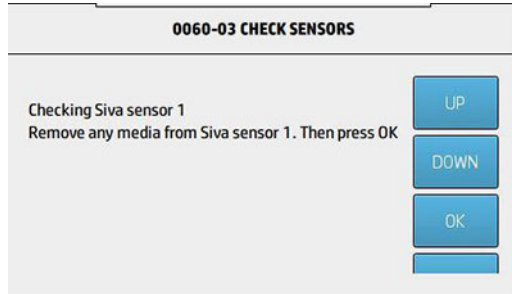 0060-03 CHECK SENSORS
Checking Siva sensor 1
Remove any media from Siva sensor 1. Then press OK
UP
DOWN
OK